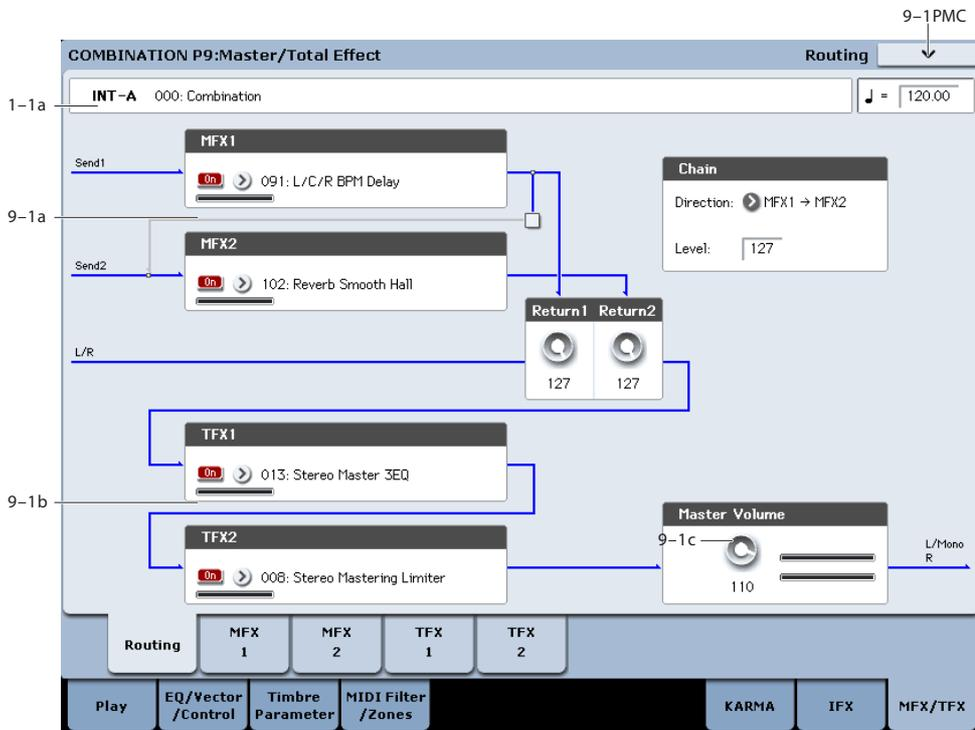 9-1PMC
COMBINATION P9:Master/Total Effect
Routing
1-1a
INT-A 000: Combination
♩ = 120.00
MFX1
Send1
On 091: L/C/R BPM Delay
Chain
Direction: MFX1 → MFX2
Level: 127
9-1a
MFX2
Send2
On 102: Reverb Smooth Hall
Return1 Return2
127 127
L/R
TFX1
On 013: Stereo Master 3EQ
9-1b
TFX2
On 008: Stereo Mastering Limiter
Master Volume
9-1c
110
L/Mono
R
Routing
MFX
1
MFX
2
TFX
1
TFX
2
Play
EQ/Vector
/Control
Timbre
Parameter
MIDI Filter
/Zones
KARMA
IFX
MFX/TFX